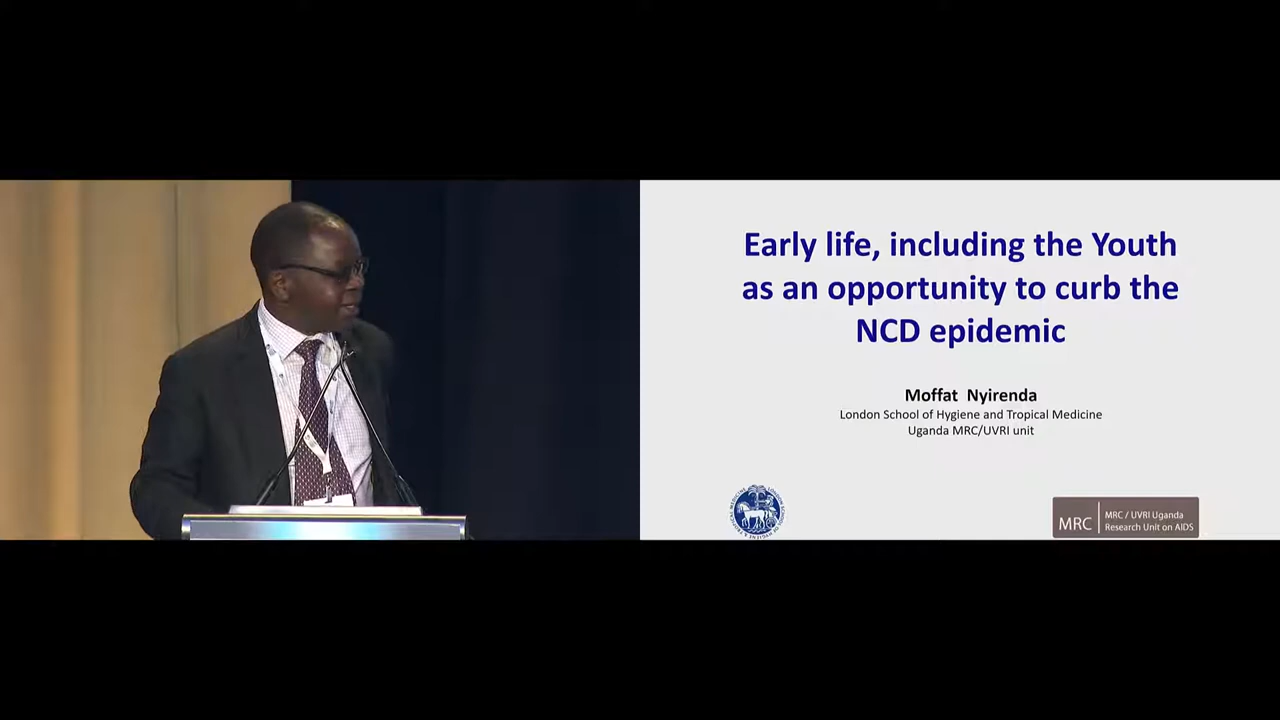 Early life, including the Youth
as an opportunity to curb the
NCD epidemic
Moffat Nyirenda
London School of Hygiene and Tropical Medicine
Uganda MRC/UVRI unit
MRC
MRC / UVRI Uganda
Research Unit on AIDS